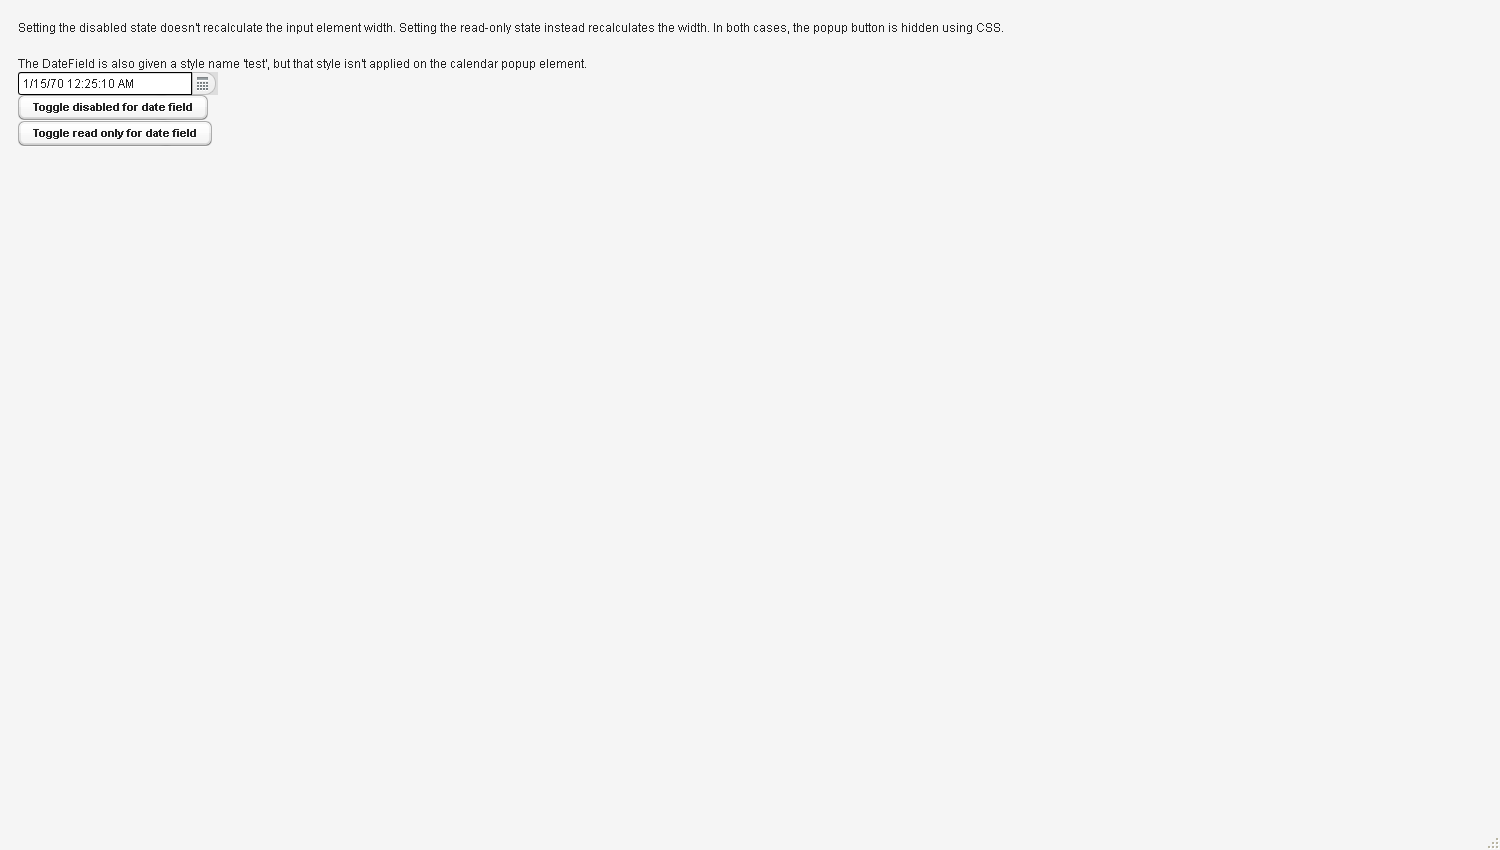 Setting the disabled state doesn't recalculate the input element width. Setting the read-only state instead recalculates the width. In both cases, the popup button is hidden using CSS.
The DateField is also given a style name 'test', but that style isn't applied on the calendar popup element.
1/15/70 12:25:10 AM
Toggle disabled for date field
Toggle read only for date field